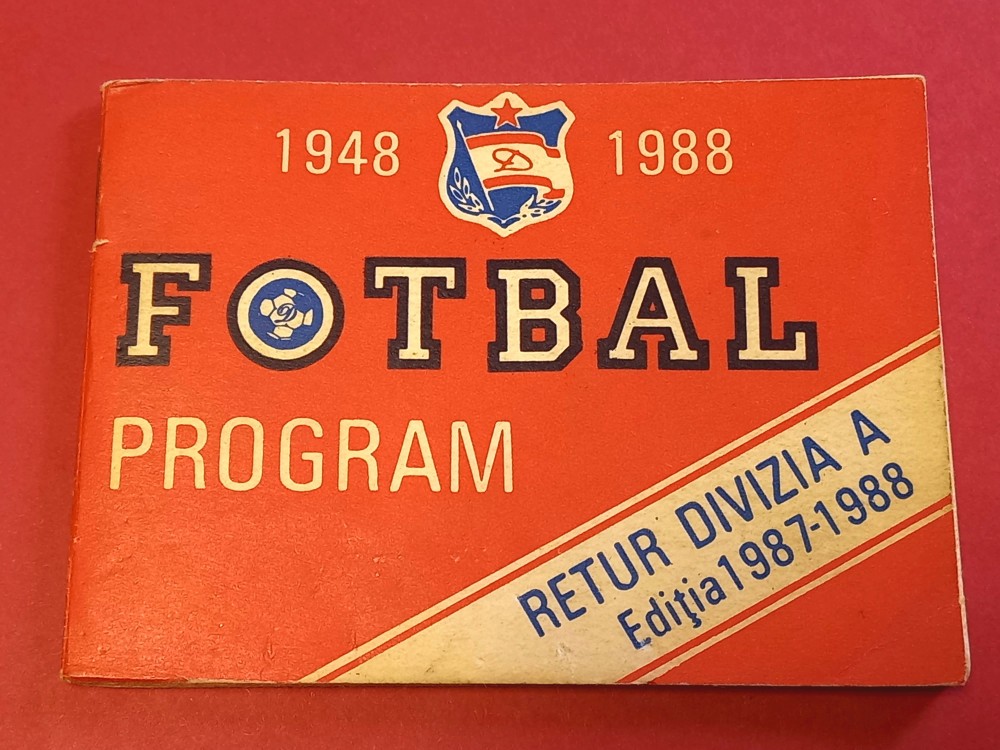 1948 D 1988
FOTBAL
PROGRAM
RETUR DIVIZIA A
Ediţia 1987-1988